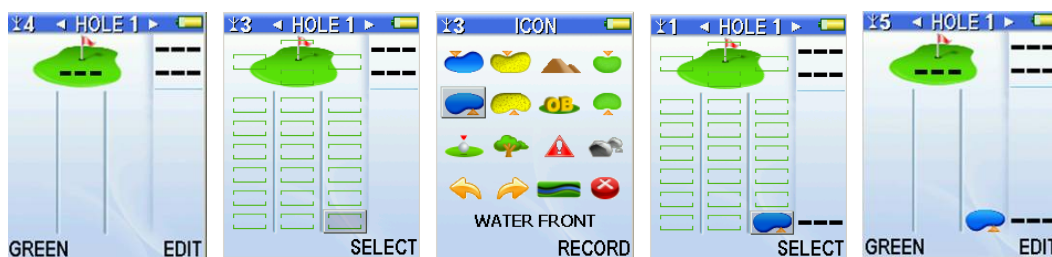 4 ◄ HOLE 1 ►
--- ---
---
GREEN EDIT
3 ◄ HOLE 1 ►
---
---
SELECT
3 ICON
OB
WATER FRONT
RECORD
1 ◄ HOLE 1 ►
---
---
---
SELECT
5 ◄ HOLE 1 ►
---
--- ---
---
GREEN EDIT